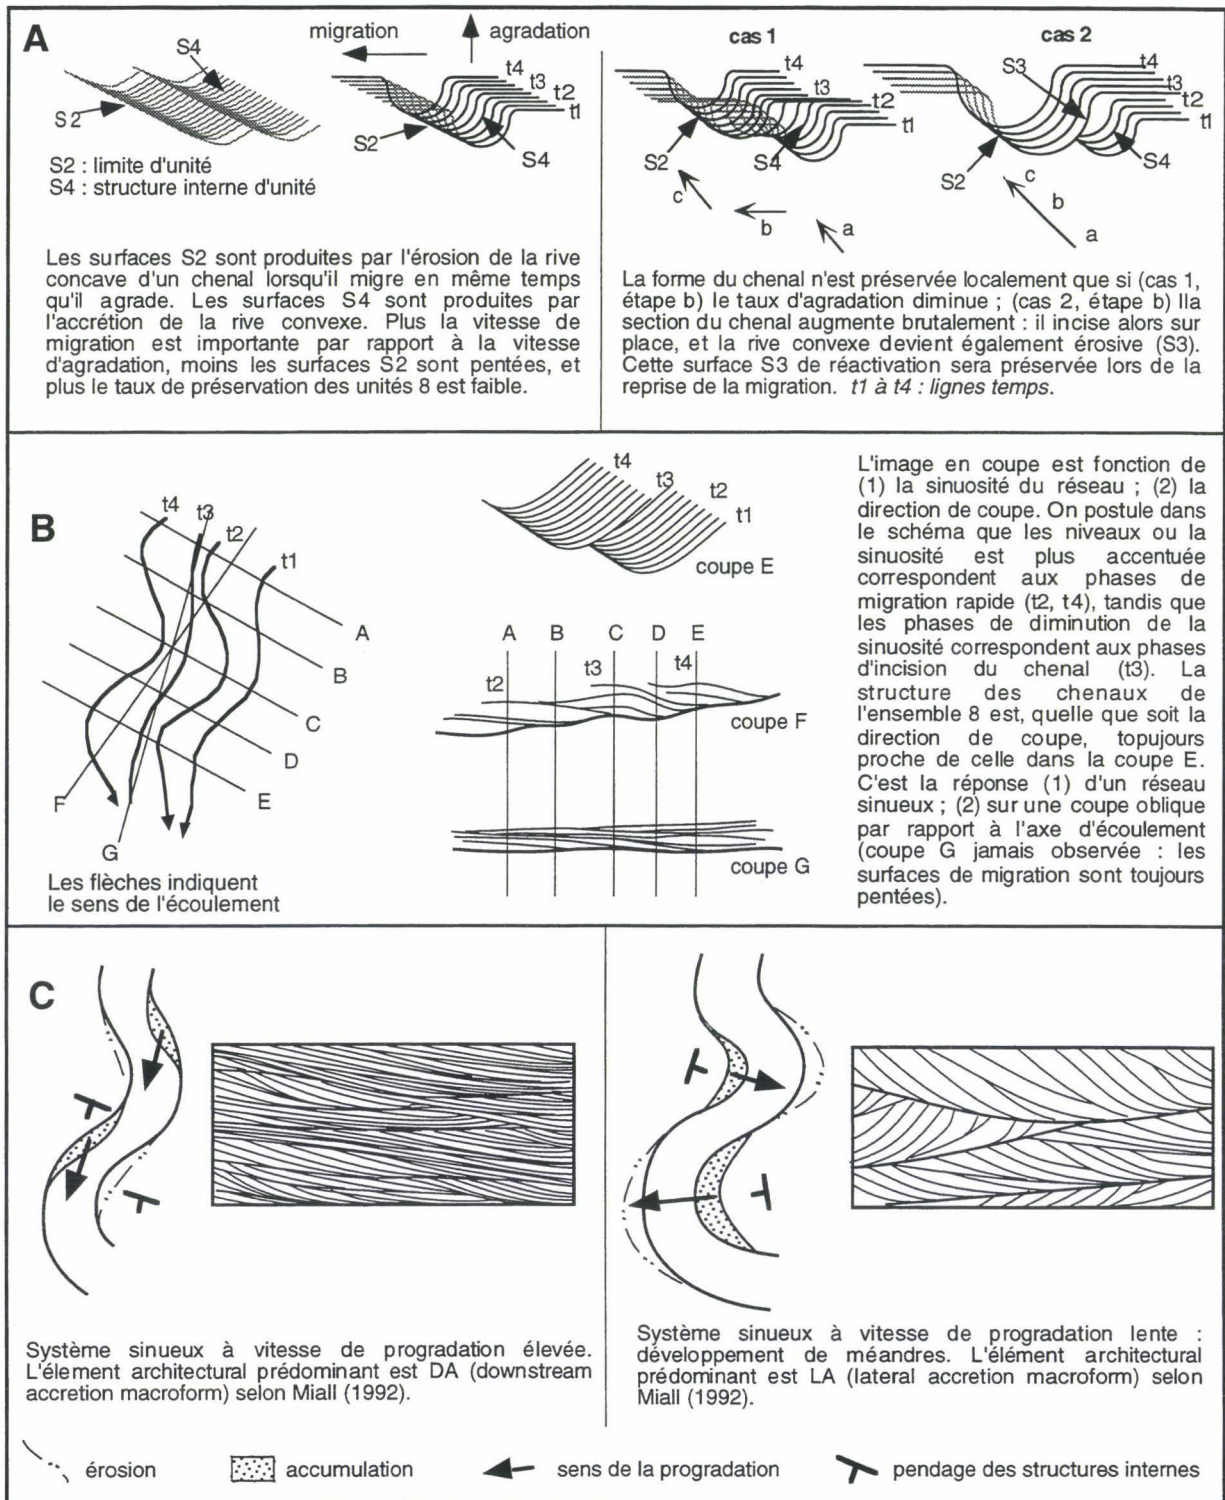 A
S4
S2
S2 : limite d'unité
S4 : structure interne d'unité
migration
agradation
t4
t3
t2
t1
S2
S4
Les surfaces S2 sont produites par l'érosion de la rive
concave d'un chenal lorsqu'il migre en même temps
qu'il agrade. Les surfaces S4 sont produites par
l'accrétion de la rive convexe. Plus la vitesse de
migration est importante par rapport à la vitesse
d'agradation, moins les surfaces S2 sont pentées, et
plus le taux de préservation des unités 8 est faible.
cas 1
t4
t3
t2
t1
S2
S4
c
b
a
cas 2
S3
t4
t3
t2
t1
S2
S4
c
b
a
La forme du chenal n'est préservée localement que si (cas 1,
étape b) le taux d'agradation diminue ; (cas 2, étape b) lla
section du chenal augmente brutalement : il incise alors sur
place, et la rive convexe devient également érosive (S3).
Cette surface S3 de réactivation sera préservée lors de la
reprise de la migration. t1 à t4 : lignes temps.
B
t4
t3
t2
t1
A
B
C
D
E
F
G
Les flèches indiquent
le sens de l'écoulement
t4
t3
t2
t1
coupe E
A B C D E
t2
t3
t4
coupe F
coupe G
L'image en coupe est fonction de
(1) la sinuosité du réseau ; (2) la
direction de coupe. On postule dans
le schéma que les niveaux ou la
sinuosité est plus accentuée
correspondent aux phases de
migration rapide (t2, t4), tandis que
les phases de diminution de la
sinuosité correspondent aux phases
d'incision du chenal (t3). La
structure des chenaux de
l'ensemble 8 est, quelle que soit la
direction de coupe, topujours
proche de celle dans la coupe E.
C'est la réponse (1) d'un réseau
sinueux ; (2) sur une coupe oblique
par rapport à l'axe d'écoulement
(coupe G jamais observée : les
surfaces de migration sont toujours
pentées).
C
Système sinueux à vitesse de progradation élevée.
L'élement architectural prédominant est DA (downstream
accretion macroform) selon Miall (1992).
Système sinueux à vitesse de progradation lente :
développement de méandres. L'élément architectural
prédominant est LA (lateral accretion macroform) selon
Miall (1992).
érosion
accumulation
sens de la progradation
pendage des structures internes